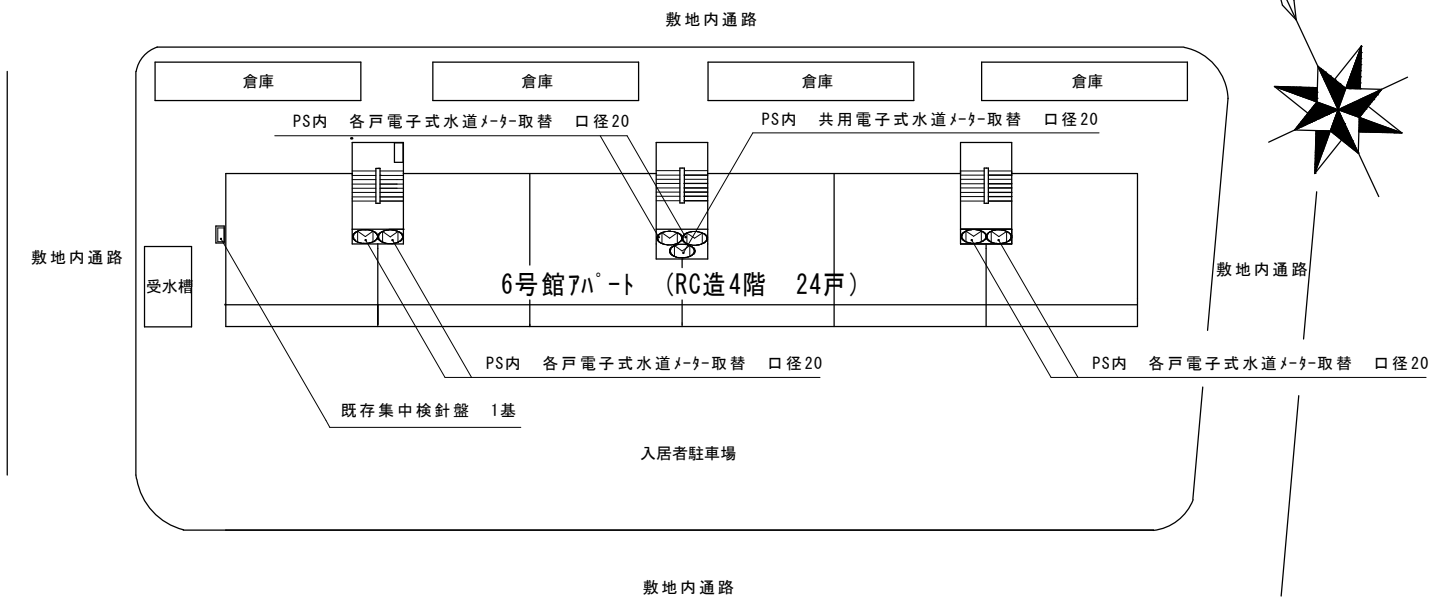 敷地内通路
倉庫
倉庫
倉庫
倉庫
PS内 各戸電子式水道メーター取替 口径20
PS内 共用電子式水道メーター取替 口径20
敷地内通路
受水槽
6号館アパート (RC造4階 24戸)
敷地内通路
PS内 各戸電子式水道メーター取替 口径20
PS内 各戸電子式水道メーター取替 口径20
既存集中検針盤 1基
入居者駐車場
敷地内通路